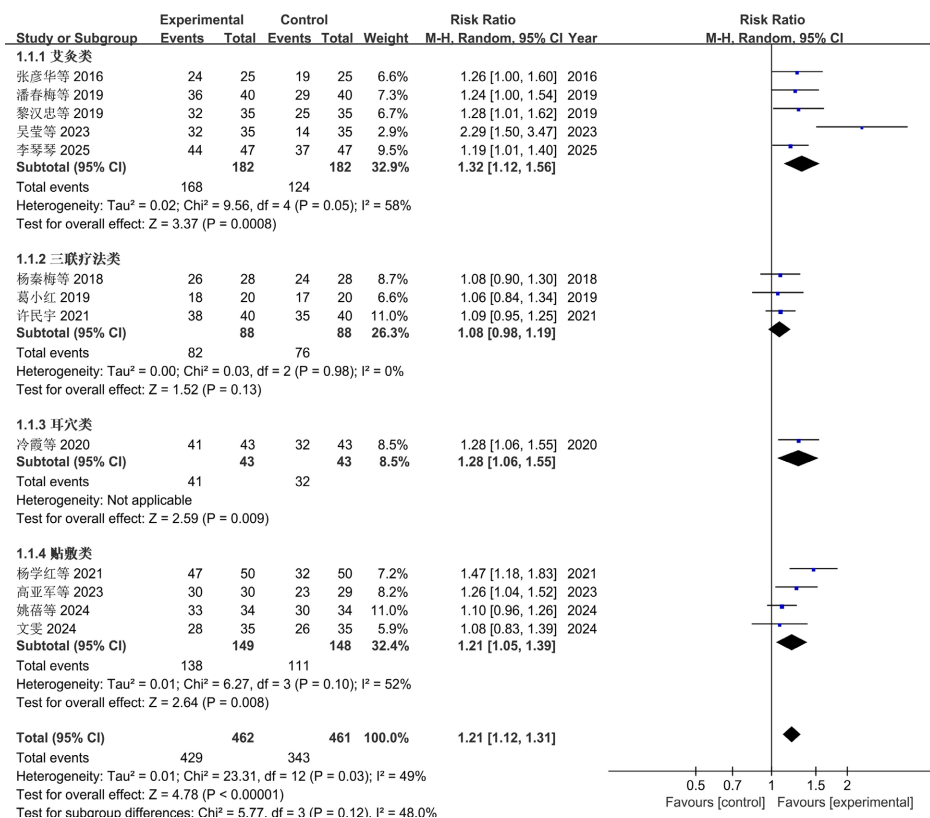 Experimental Control Risk Ratio Risk Ratio
Study or Subgroup Events Total Events Total Weight M-H, Random, 95% CI Year M-H, Random, 95% CI
1.1.1 艾灸类
张彦华等 2016 24 25 19 25 6.6% 1.26 [1.00, 1.60] 2016
潘春梅等 2019 36 40 29 40 7.3% 1.24 [1.00, 1.54] 2019
黎汉忠等 2019 32 35 25 35 6.7% 1.28 [1.01, 1.62] 2019
吴莹等 2023 32 35 14 35 2.9% 2.29 [1.50, 3.47] 2023
李琴琴 2025 44 47 37 47 9.5% 1.19 [1.01, 1.40] 2025
Subtotal (95% CI) 182 182 32.9% 1.32 [1.12, 1.56]
Total events 168 124
Heterogeneity: Tau² = 0.02; Chi² = 9.56, df = 4 (P = 0.05); I² = 58%
Test for overall effect: Z = 3.37 (P = 0.0008)
1.1.2 三联疗法类
杨秦梅等 2018 26 28 24 28 8.7% 1.08 [0.90, 1.30] 2018
葛小红 2019 18 20 17 20 6.6% 1.06 [0.84, 1.34] 2019
许民宇 2021 38 40 35 40 11.0% 1.09 [0.95, 1.25] 2021
Subtotal (95% CI) 88 88 26.3% 1.08 [0.98, 1.19]
Total events 82 76
Heterogeneity: Tau² = 0.00; Chi² = 0.03, df = 2 (P = 0.98); I² = 0%
Test for overall effect: Z = 1.52 (P = 0.13)
1.1.3 耳穴类
冷霞等 2020 41 43 32 43 8.5% 1.28 [1.06, 1.55] 2020
Subtotal (95% CI) 43 43 8.5% 1.28 [1.06, 1.55]
Total events 41 32
Heterogeneity: Not applicable
Test for overall effect: Z = 2.59 (P = 0.009)
1.1.4 贴敷类
杨学红等 2021 47 50 32 50 7.2% 1.47 [1.18, 1.83] 2021
高亚军等 2023 30 30 23 29 8.2% 1.26 [1.04, 1.52] 2023
姚蓓等 2024 33 34 30 34 11.0% 1.10 [0.96, 1.26] 2024
文雯 2024 28 35 26 35 5.9% 1.08 [0.83, 1.39] 2024
Subtotal (95% CI) 149 148 32.4% 1.21 [1.05, 1.39]
Total events 138 111
Heterogeneity: Tau² = 0.01; Chi² = 6.27, df = 3 (P = 0.10); I² = 52%
Test for overall effect: Z = 2.64 (P = 0.008)
Total (95% CI) 462 461 100.0% 1.21 [1.12, 1.31]
Total events 429 343
Heterogeneity: Tau² = 0.01; Chi² = 23.31, df = 12 (P = 0.03); I² = 49%
Test for overall effect: Z = 4.78 (P < 0.00001)
Test for subgroup differences: Chi² = 5.77, df = 3 (P = 0.12), I² = 48.0%
0.5 0.7 1 1.5 2
Favours [control] Favours [experimental]